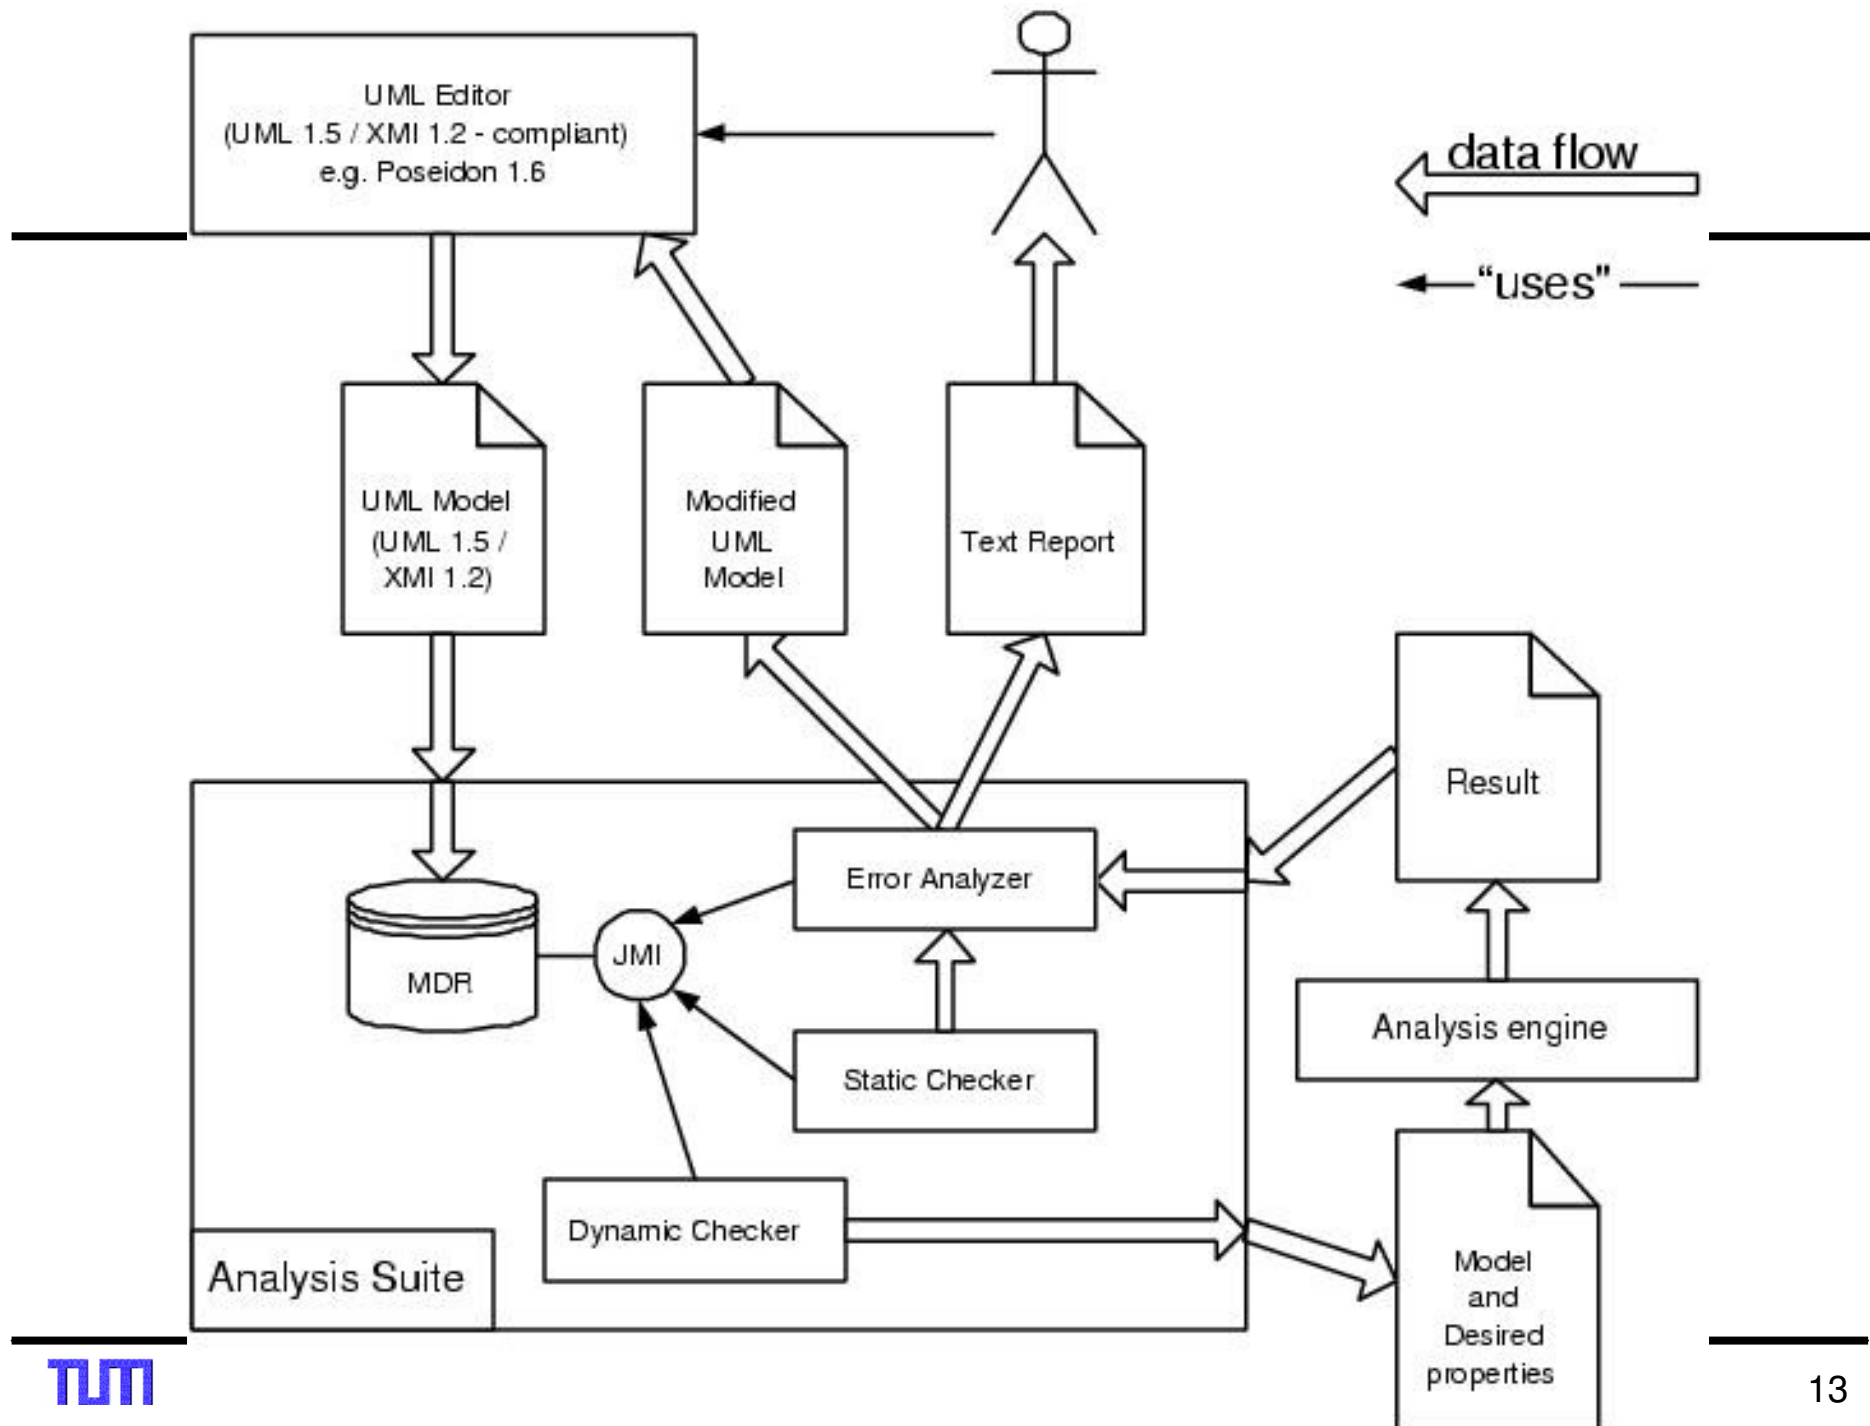 UML Editor
(UML 1.5 / XMI 1.2 - compliant)
e.g. Poseidon 1.6
data flow
“uses"
UML Model
(UML 1.5 /
XMI 1.2)
Modified
UML
Model
Text Report
Result
Error Analyzer
JMI
MDR
Analysis engine
Static Checker
Dynamic Checker
Analysis Suite
Model
and
Desired
properties
TUM
13